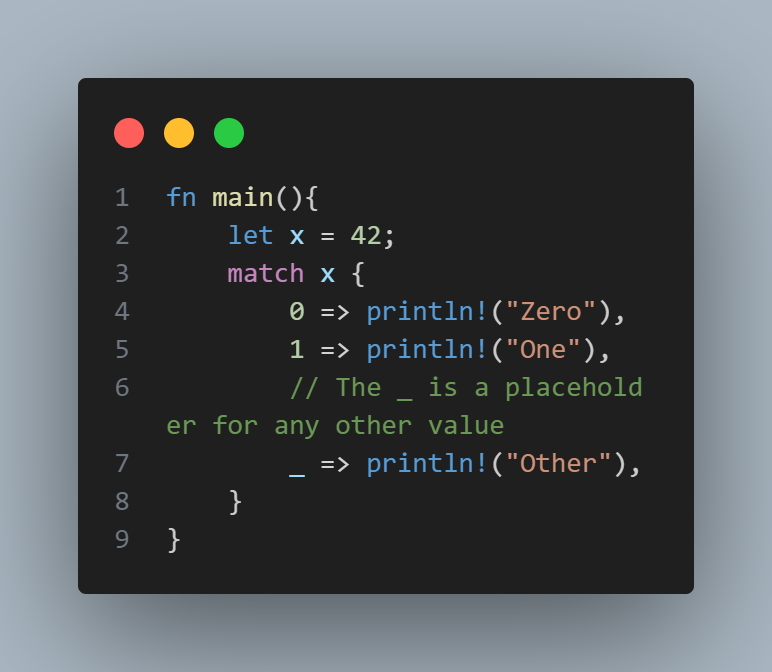 1 fn main(){
2     let x = 42;
3     match x {
4         0 => println!("Zero"),
5         1 => println!("One"),
6         // The _ is a placehold
er for any other value
7         _ => println!("Other"),
8     }
9 }